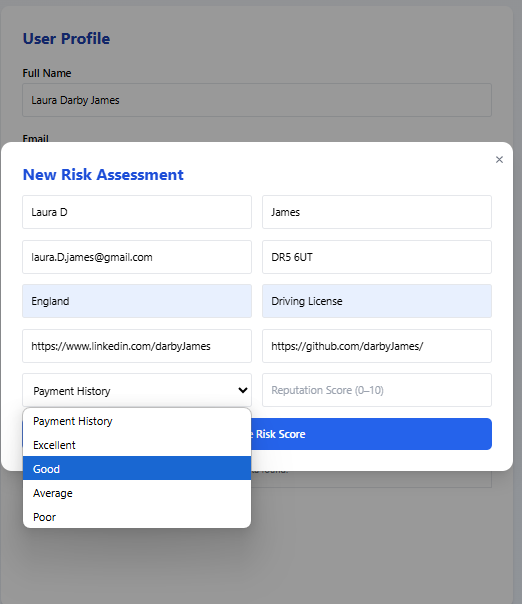 User Profile
Full Name
Laura Darby James
Email
×
New Risk Assessment
Laura D
James
laura.D.james@gmail.com
DR5 6UT
England
Driving License
https://www.linkedin.com/darbyJames
https://github.com/darbyJames/
Payment History
Reputation Score (0–10)
Payment History
Risk Score
Excellent
Good
found.
Average
Poor